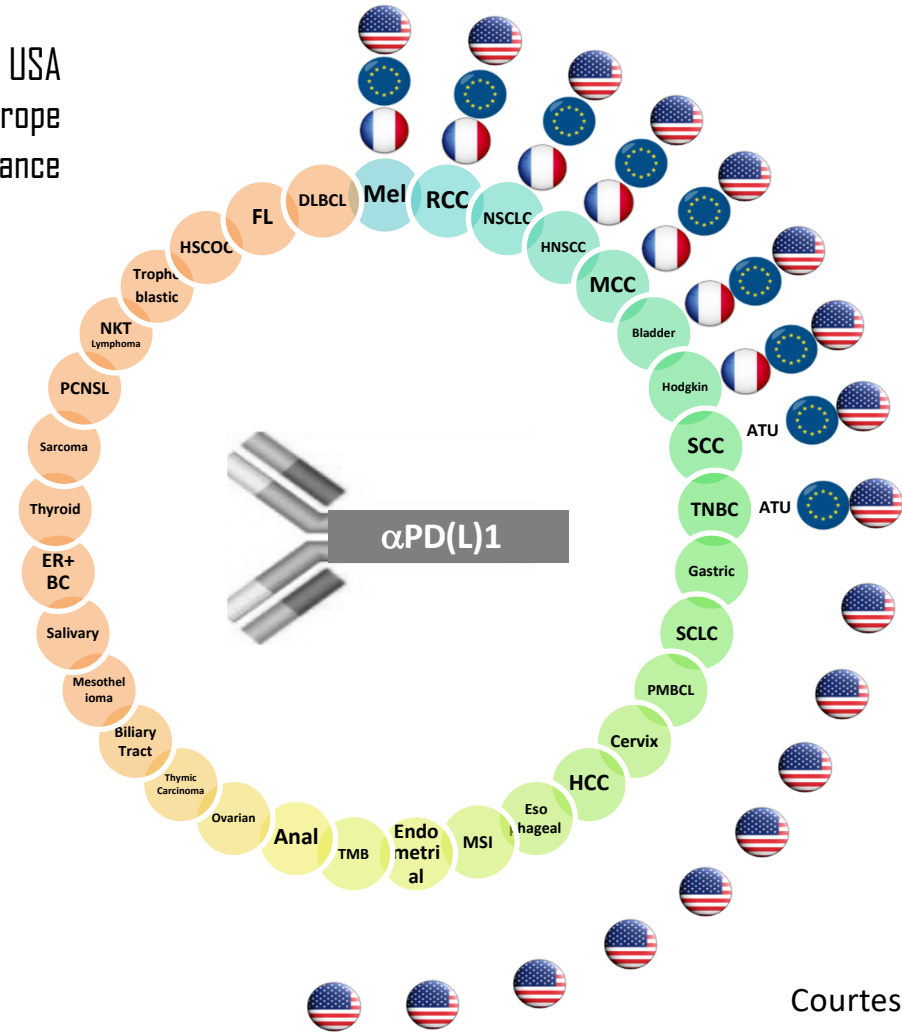 USA
rope
ance
Mel
RCC
NSCLC
HNSCC
MCC
Bladder
Hodgkin
SCC
ATU
TNBC
ATU
Gastric
SCLC
PMBCL
Cervix
HCC
Eso
phageal
MSI
Endo
metri
al
TMB
Anal
Ovarian
Thymic
Carcinoma
Biliary
Tract
Mesothel
ioma
Salivary
ER+
BC
Thyroid
Sarcoma
PCNSL
NKT
Lymphoma
Tropho
blastic
HSCOC
FL
DLBCL
αPD(L)1
Courtes